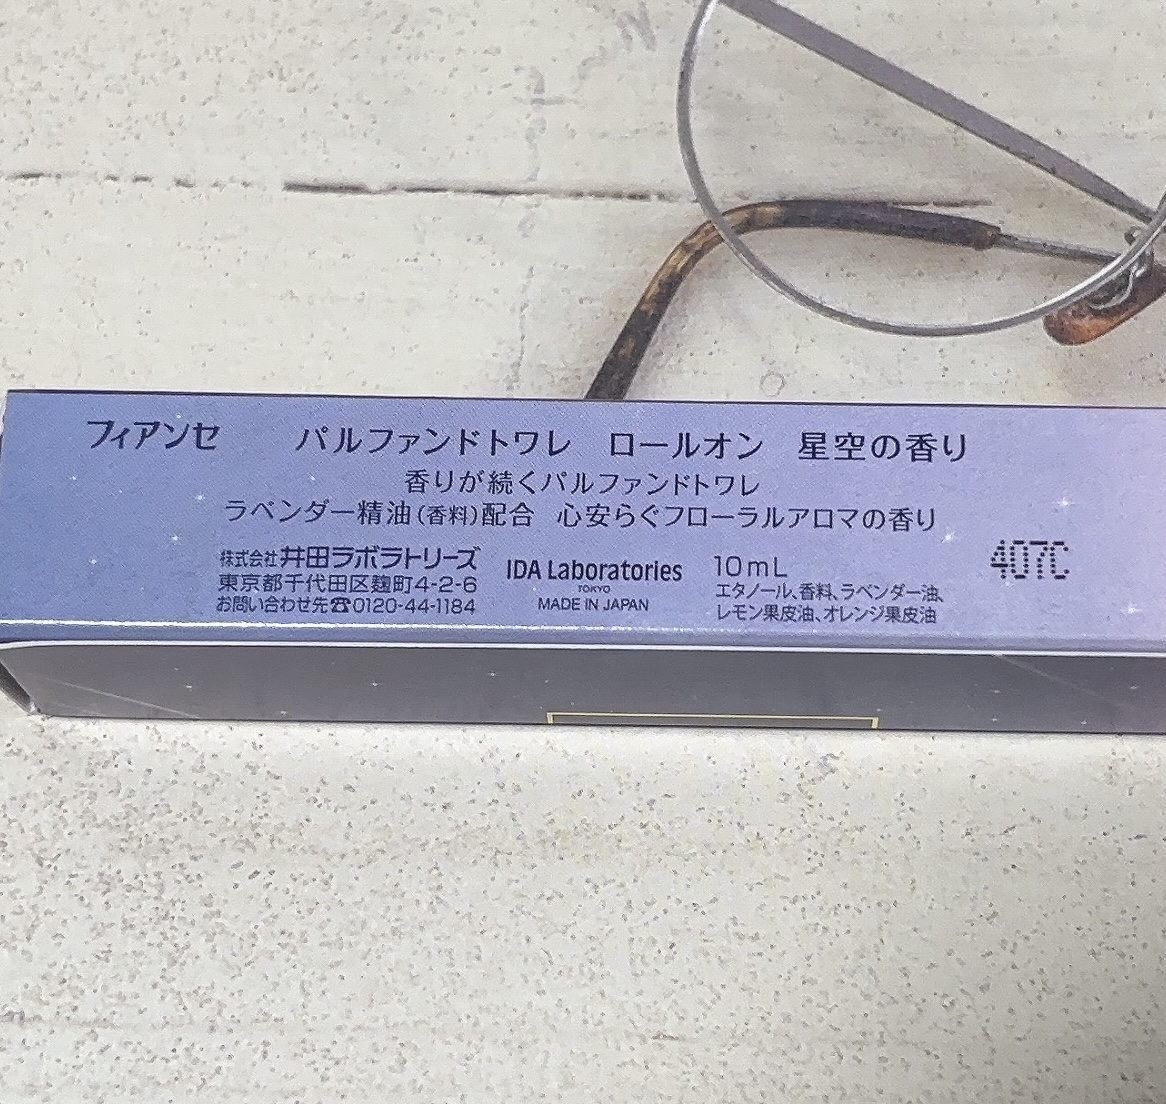 フィアンセ　パルファンドトワレ　ロールオン　星空の香り
香りが続くパルファンドトワレ
ラベンダー精油(香料)配合　心安らぐフローラルアロマの香り
株式会社井田ラボラトリーズ
東京都千代田区麹町4-2-6
お問い合わせ先☎0120-44-1184
IDA Laboratories
TOKYO
MADE IN JAPAN
10mL
エタノール、香料、ラベンダー油、
レモン果皮油、オレンジ果皮油
407C